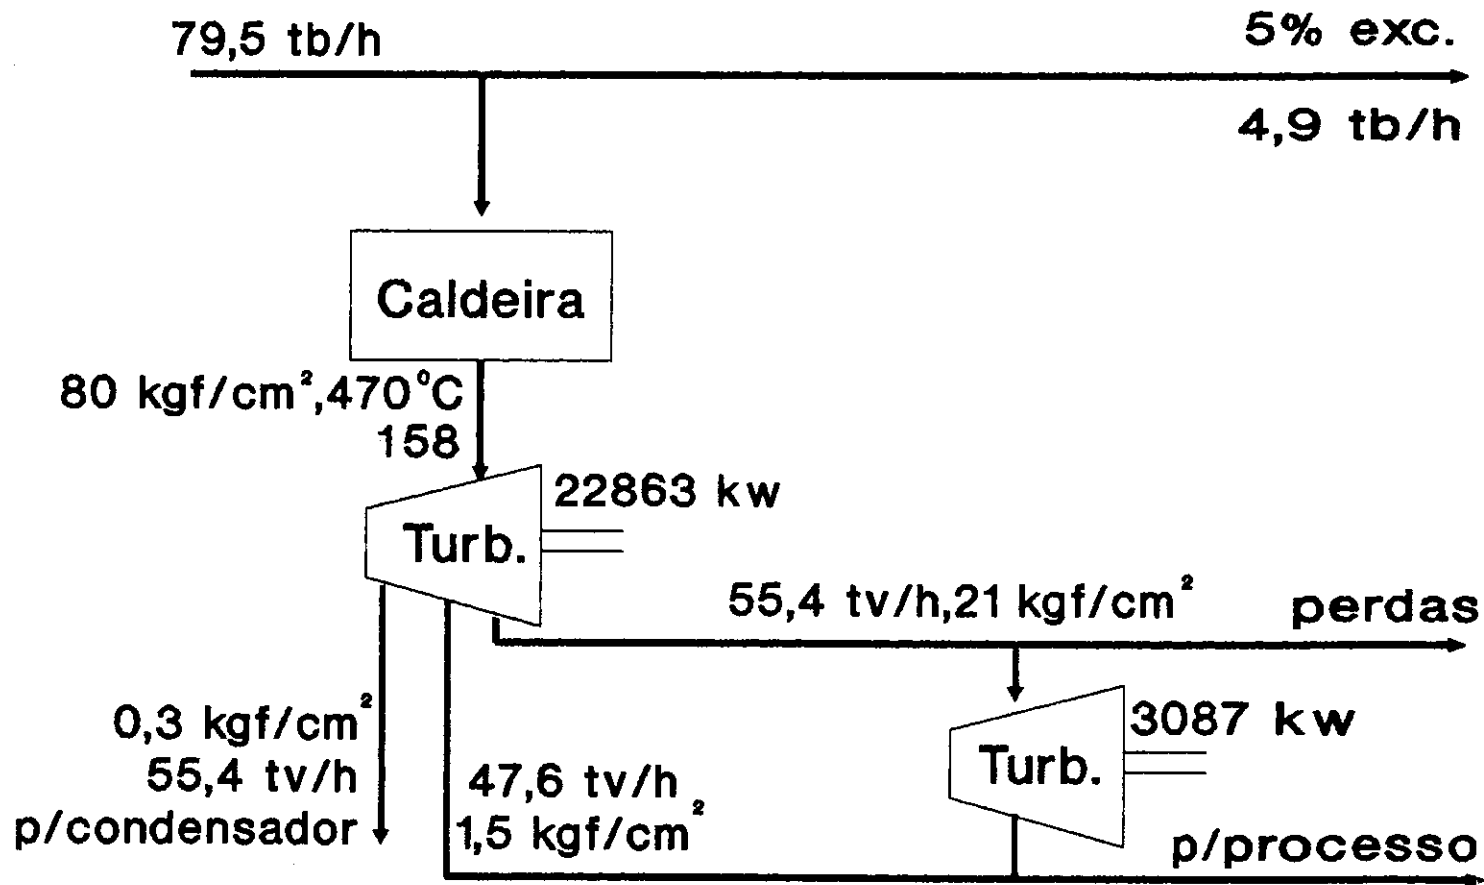 79,5 tb/h
5% exc.
4,9 tb/h
Caldeira
80 kgf/cm²,470°C
158
22863 kw
Turb.
55,4 tv/h,21 kgf/cm²
perdas
0,3 kgf/cm²
55,4 tv/h
p/condensador
47,6 tv/h
1,5 kgf/cm²
3087 kw
Turb.
p/processo